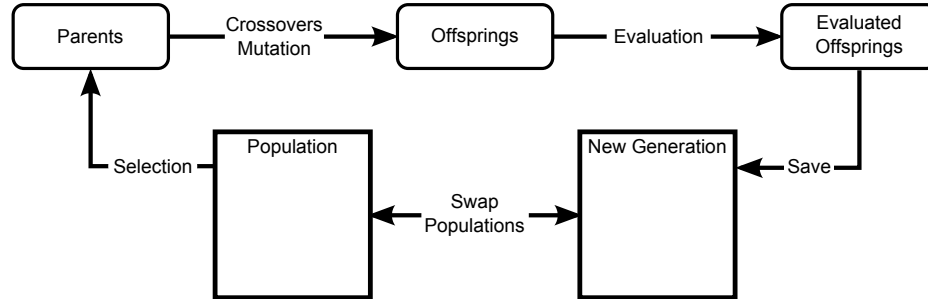 Parents
Crossovers
Mutation
Offsprings
Evaluation
Evaluated
Offsprings
Selection
Population
Swap
Populations
New Generation
Save